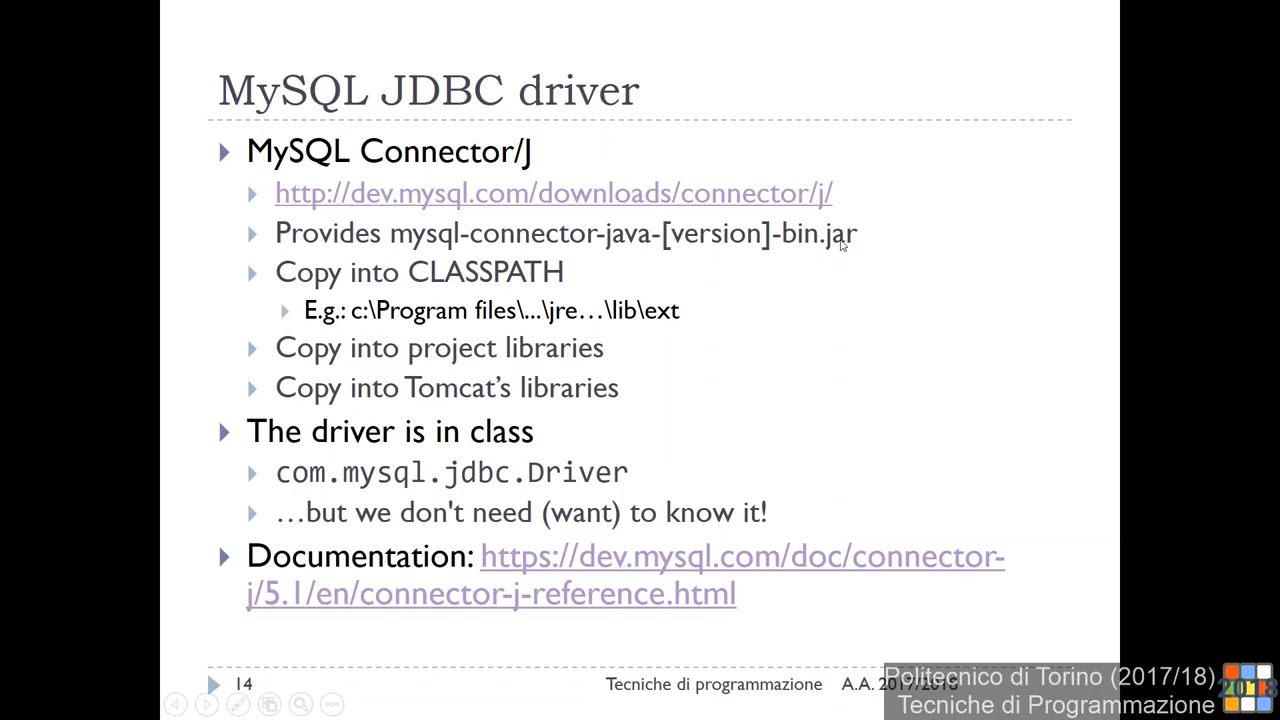 MySQL JDBC driver
MySQL Connector/J
http://dev.mysql.com/downloads/connector/j/
Provides mysql-connector-java-[version]-bin.jar
Copy into CLASSPATH
E.g.: c:\Program files\...\jre…\lib\ext
Copy into project libraries
Copy into Tomcat's libraries
The driver is in class
com.mysql.jdbc.Driver
…but we don't need (want) to know it!
Documentation: https://dev.mysql.com/doc/connector-
j/5.1/en/connector-j-reference.html
14
Tecniche di programmazione A.A. 2017/2018
Politecnico di Torino (2017/18)
Tecniche di Programmazione
2018